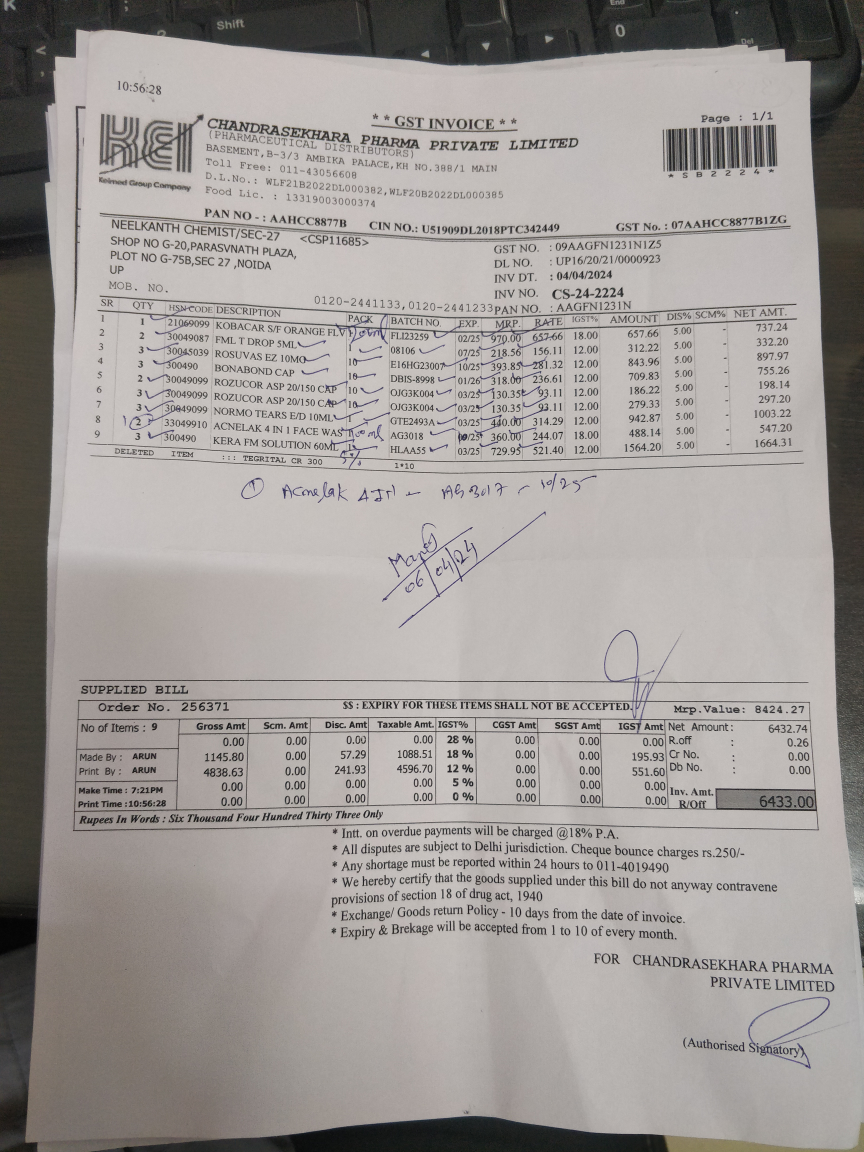 10:56:28
* * GST INVOICE * *
Page : 1/1
KEI
Keimed Group Company
CHANDRASEKHARA PHARMA PRIVATE LIMITED
(PHARMACEUTICAL DISTRIBUTORS)
BASEMENT,B-3/3 AMBIKA PALACE,KH NO.388/1 MAIN
Toll Free: 011-43056608
D.L.No.: WLF21B2022DL000382,WLF20B2022DL000385
Food Lic. : 13319003000374
*SB2224*
PAN NO - : AAHCC8877B CIN NO.: U51909DL2018PTC342449 GST No. : 07AAHCC8877B1ZG
NEELKANTH CHEMIST/SEC-27 <CSP11685>
SHOP NO G-20,PARASVNATH PLAZA,
PLOT NO G-75B,SEC 27 ,NOIDA
UP
MOB. NO. 0120-2441133,0120-2441233
GST NO. : 09AAGFN1231N1Z5
DL NO. : UP16/20/21/0000923
INV DT. : 04/04/2024
INV NO. CS-24-2224
PAN NO. : AAGFN1231N
SR QTY HSN CODE DESCRIPTION PACK BATCH NO. EXP. MRP. RATE IGST% AMOUNT DIS% SCM% NET AMT.
1 1 21069099 KOBACAR S/F ORANGE FLV FLI3259 02/25 970.00 657.66 18.00 657.66 5.00 - 737.24
2 2 30049087 FML T DROP 5ML 1 08106 07/25 218.56 156.11 12.00 312.22 5.00 - 332.20
3 3 30045039 ROSUVAS EZ 10MG 10 E16HG23007 10/25 393.85 281.32 12.00 843.96 5.00 - 897.97
4 3 300490 BONABOND CAP 10 DBIS-8998 01/26 318.00 236.61 12.00 709.83 5.00 - 755.26
5 2 30049099 ROZUCOR ASP 20/150 CAP 10 OJG3K004 03/25 130.35 93.11 12.00 186.22 5.00 - 198.14
6 3 30049099 ROZUCOR ASP 20/150 CAP 10 OJG3K004 03/25 130.35 93.11 12.00 279.33 5.00 - 297.20
7 3 30049099 NORMO TEARS E/D 10ML 1 GTE2493A 03/25 440.00 314.29 12.00 942.87 5.00 - 1003.22
8 2 33049910 ACNELAK 4 IN 1 FACE WAS 100ml AG3018 10/25 360.00 244.07 18.00 488.14 5.00 - 547.20
9 3 300490 KERA FM SOLUTION 60ML HLAA55 03/25 729.95 521.40 12.00 1564.20 5.00 - 1664.31
DELETED ITEM ::: TEGRITAL CR 300 1*10
① Acnelak 4IN1 - AG3017 - 10/25
06/04/24
SUPPLIED BILL
Order No. 256371 $$ : EXPIRY FOR THESE ITEMS SHALL NOT BE ACCEPTED. Mrp.Value: 8424.27
No of Items : 9 Gross Amt Scm. Amt Disc. Amt Taxable Amt. IGST% CGST Amt SGST Amt IGST Amt Net Amount : 6432.74
0.00 0.00 0.00 0.00 28 % 0.00 0.00 0.00 R.off : 0.26
Made By : ARUN 1145.80 0.00 57.29 1088.51 18 % 0.00 0.00 195.93 Cr No. : 0.00
Print By : ARUN 4838.63 0.00 241.93 4596.70 12 % 0.00 0.00 551.60 Db No. : 0.00
Make Time : 7:21PM 0.00 0.00 0.00 0.00 5 % 0.00 0.00 0.00
Print Time :10:56:28 0.00 0.00 0.00 0.00 0 % 0.00 0.00 0.00 Inv. Amt. R/Off 6433.00
Rupees In Words : Six Thousand Four Hundred Thirty Three Only
* Intt. on overdue payments will be charged @18% P.A.
* All disputes are subject to Delhi jurisdiction. Cheque bounce charges rs.250/-
* Any shortage must be reported within 24 hours to 011-4019490
* We hereby certify that the goods supplied under this bill do not anyway contravene
provisions of section 18 of drug act, 1940
* Exchange/ Goods return Policy - 10 days from the date of invoice.
* Expiry & Brekage will be accepted from 1 to 10 of every month.
FOR CHANDRASEKHARA PHARMA
PRIVATE LIMITED
(Authorised Signatory)